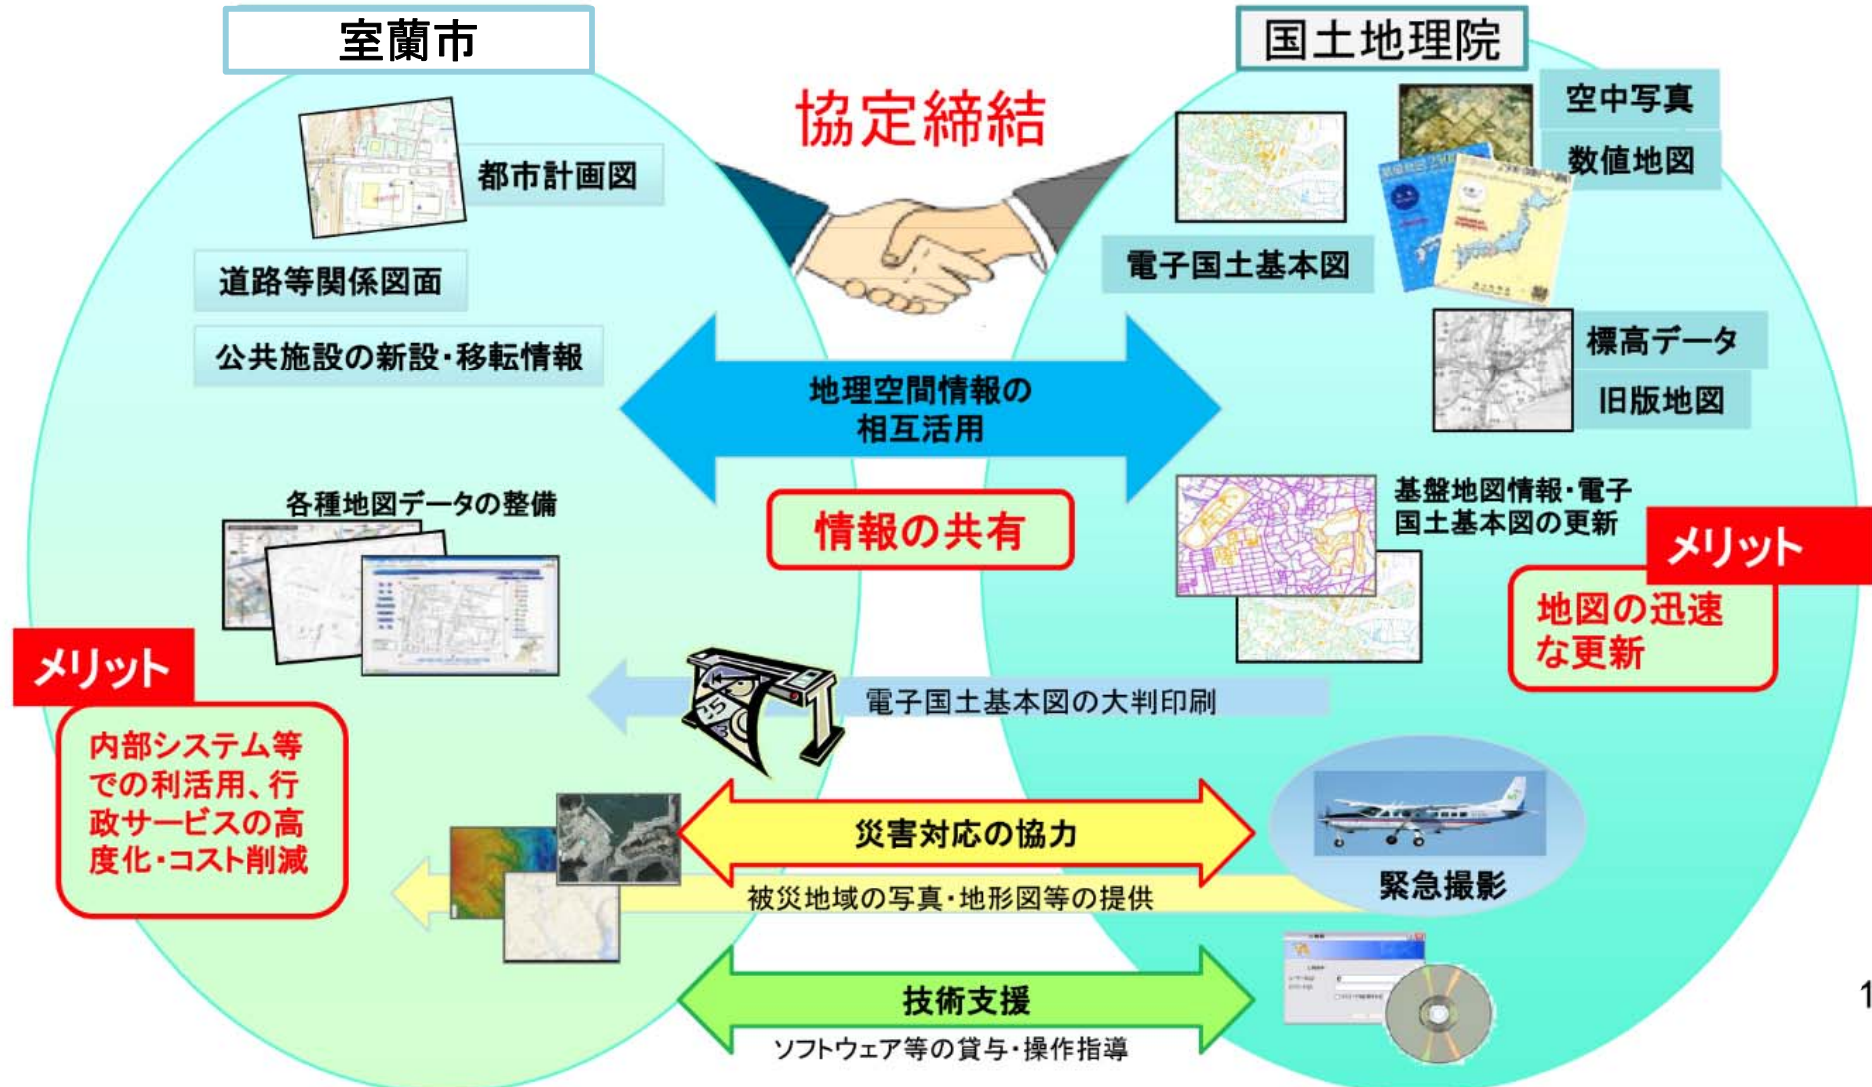 室蘭市
国土地理院
協定締結
都市計画図
道路等関係図面
公共施設の新設・移転情報
空中写真
数値地図
電子国土基本図
標高データ
旧版地図
地理空間情報の
相互活用
情報の共有
各種地図データの整備
基盤地図情報・電子
国土基本図の更新
メリット
地図の迅速
な更新
メリット
内部システム等
での利活用、行
政サービスの高
度化・コスト削減
電子国土基本図の大判印刷
災害対応の協力
被災地域の写真・地形図等の提供
緊急撮影
技術支援
ソフトウェア等の貸与・操作指導
1